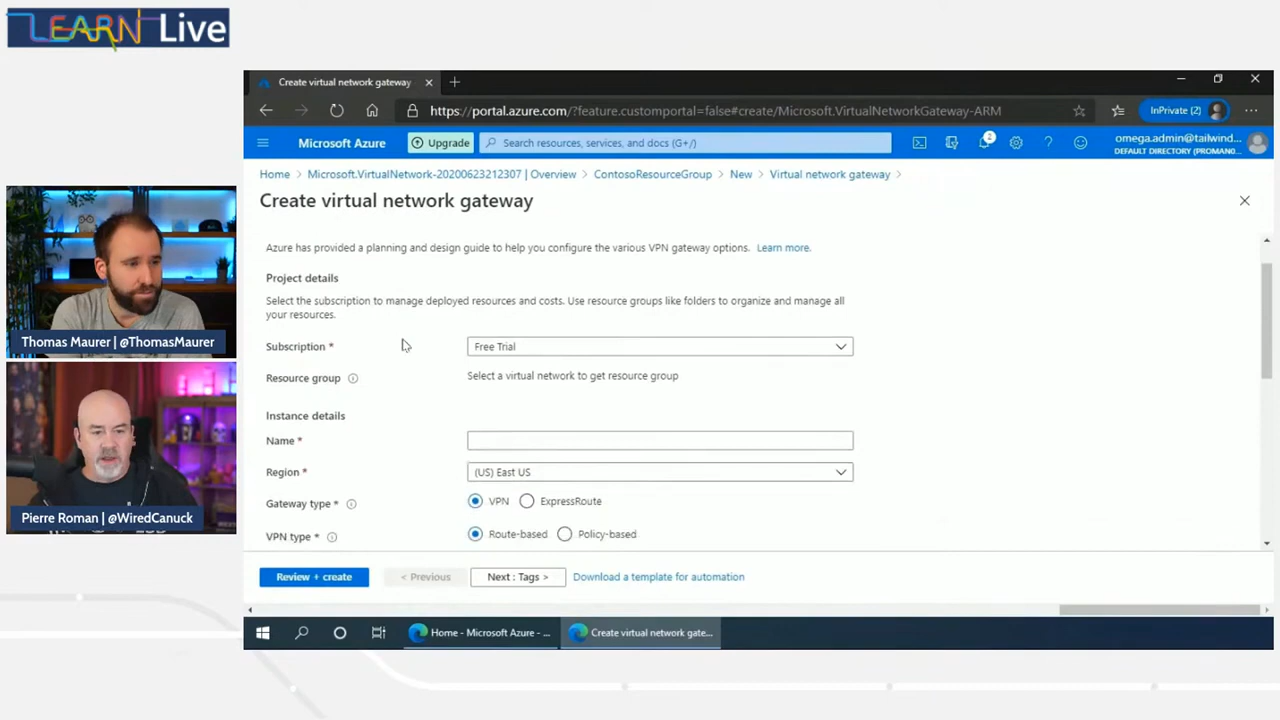 LEARN Live
Create virtual network gateway
https://portal.azure.com/?feature.customportal=false#create/Microsoft.VirtualNetworkGateway-ARM
InPrivate (2)
Microsoft Azure
Upgrade
Search resources, services, and docs (G+/)
2
omega.admin@tailwind...
DEFAULT DIRECTORY (PROMAN0...
Home > Microsoft.VirtualNetwork-20200623212307 | Overview > ContosoResourceGroup > New > Virtual network gateway >
Create virtual network gateway
Azure has provided a planning and design guide to help you configure the various VPN gateway options. Learn more.
Project details
Select the subscription to manage deployed resources and costs. Use resource groups like folders to organize and manage all
your resources.
Subscription *
Free Trial
Resource group
Select a virtual network to get resource group
Instance details
Name *
Region *
(US) East US
Gateway type *
VPN
ExpressRoute
VPN type *
Route-based
Policy-based
Review + create
< Previous
Next : Tags >
Download a template for automation
Home - Microsoft Azure - ...
Create virtual network gate...
Thomas Maurer | @ThomasMaurer
Pierre Roman | @WiredCanuck